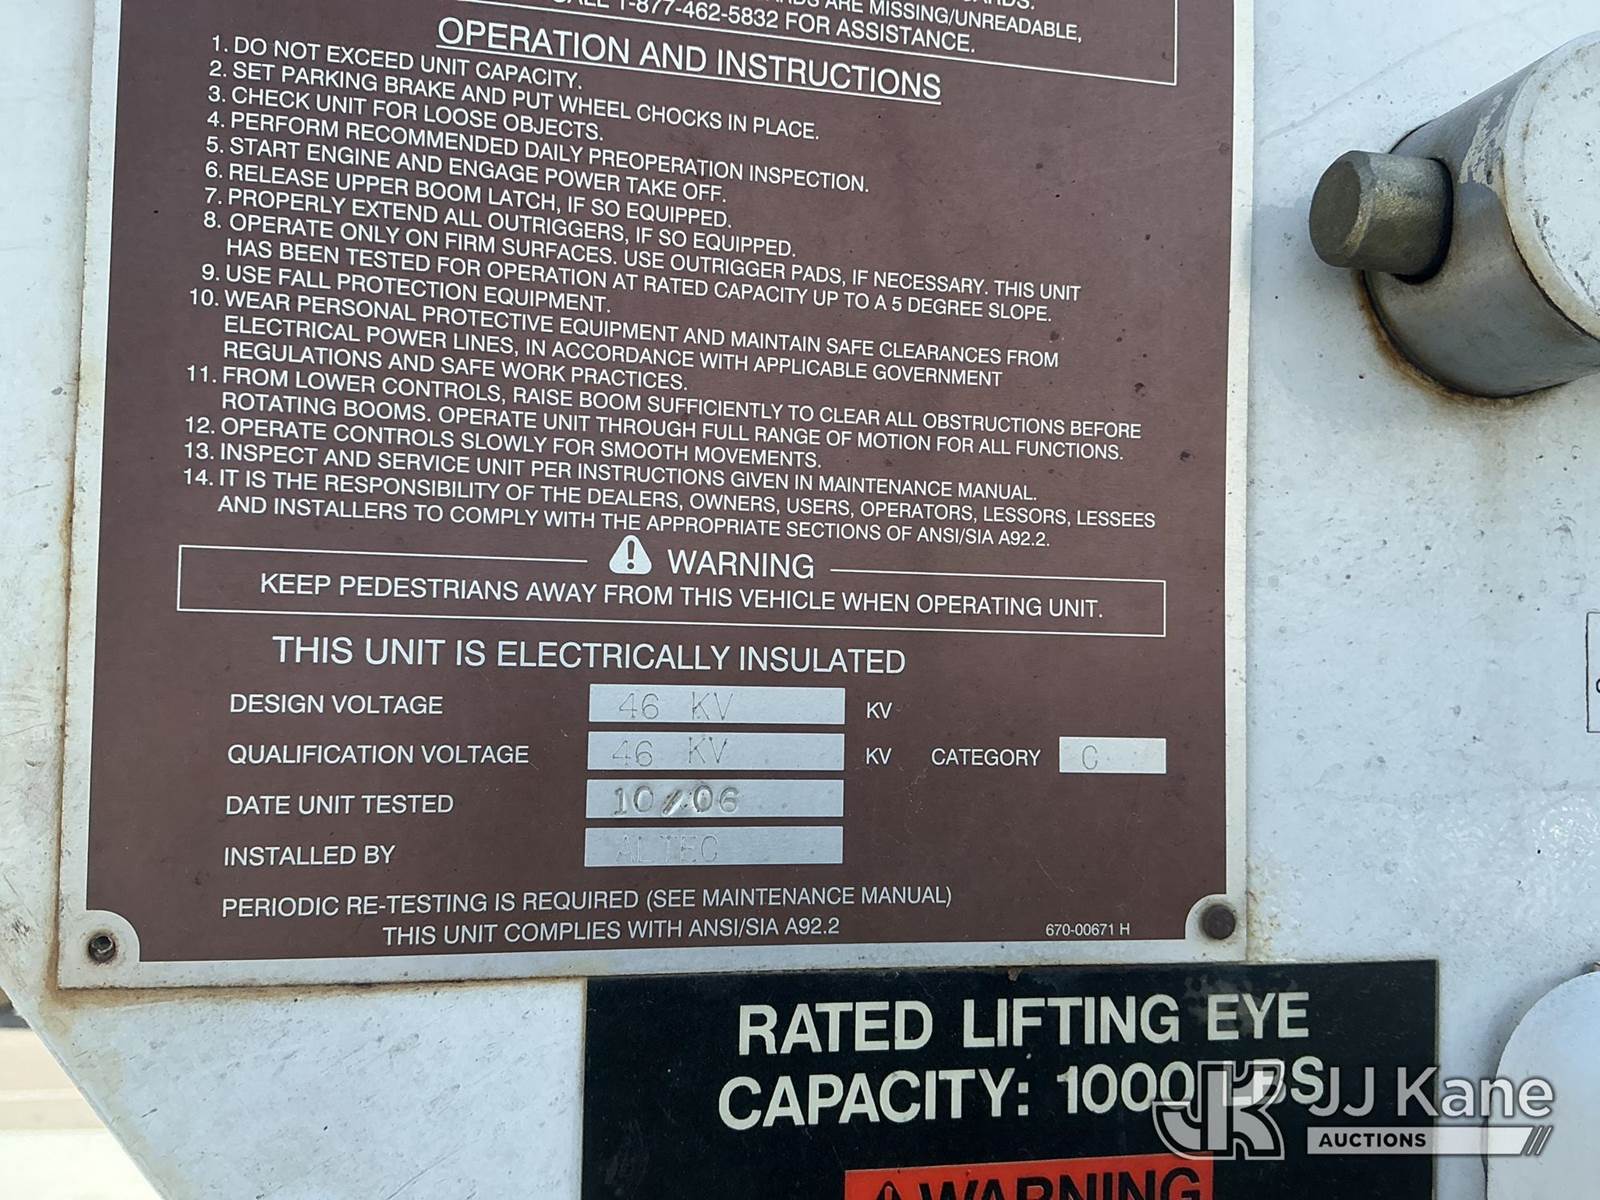 GARDS.
ARDS ARE MISSING/UNREADABLE,
CALL 1-877-462-5832 FOR ASSISTANCE.
OPERATION AND INSTRUCTIONS
1. DO NOT EXCEED UNIT CAPACITY.
2. SET PARKING BRAKE AND PUT WHEEL CHOCKS IN PLACE.
3. CHECK UNIT FOR LOOSE OBJECTS.
4. PERFORM RECOMMENDED DAILY PREOPERATION INSPECTION.
5. START ENGINE AND ENGAGE POWER TAKE OFF.
6. RELEASE UPPER BOOM LATCH, IF SO EQUIPPED.
7. PROPERLY EXTEND ALL OUTRIGGERS, IF SO EQUIPPED.
8. OPERATE ONLY ON FIRM SURFACES. USE OUTRIGGER PADS, IF NECESSARY. THIS UNIT
HAS BEEN TESTED FOR OPERATION AT RATED CAPACITY UP TO A 5 DEGREE SLOPE.
9. USE FALL PROTECTION EQUIPMENT.
10. WEAR PERSONAL PROTECTIVE EQUIPMENT AND MAINTAIN SAFE CLEARANCES FROM
ELECTRICAL POWER LINES, IN ACCORDANCE WITH APPLICABLE GOVERNMENT
REGULATIONS AND SAFE WORK PRACTICES.
11. FROM LOWER CONTROLS, RAISE BOOM SUFFICIENTLY TO CLEAR ALL OBSTRUCTIONS BEFORE
ROTATING BOOMS. OPERATE UNIT THROUGH FULL RANGE OF MOTION FOR ALL FUNCTIONS.
12. OPERATE CONTROLS SLOWLY FOR SMOOTH MOVEMENTS.
13. INSPECT AND SERVICE UNIT PER INSTRUCTIONS GIVEN IN MAINTENANCE MANUAL.
14. IT IS THE RESPONSIBILITY OF THE DEALERS, OWNERS, USERS, OPERATORS, LESSORS, LESSEES
AND INSTALLERS TO COMPLY WITH THE APPROPRIATE SECTIONS OF ANSI/SIA A92.2.
WARNING
KEEP PEDESTRIANS AWAY FROM THIS VEHICLE WHEN OPERATING UNIT.
THIS UNIT IS ELECTRICALLY INSULATED
DESIGN VOLTAGE 46 KV KV
QUALIFICATION VOLTAGE 46 KV KV CATEGORY C
DATE UNIT TESTED 10/06
INSTALLED BY ALTEC
PERIODIC RE-TESTING IS REQUIRED (SEE MAINTENANCE MANUAL)
THIS UNIT COMPLIES WITH ANSI/SIA A92.2
670-00671 H
RATED LIFTING EYE
CAPACITY: 1000 LBS
JJ Kane
AUCTIONS
WARNING